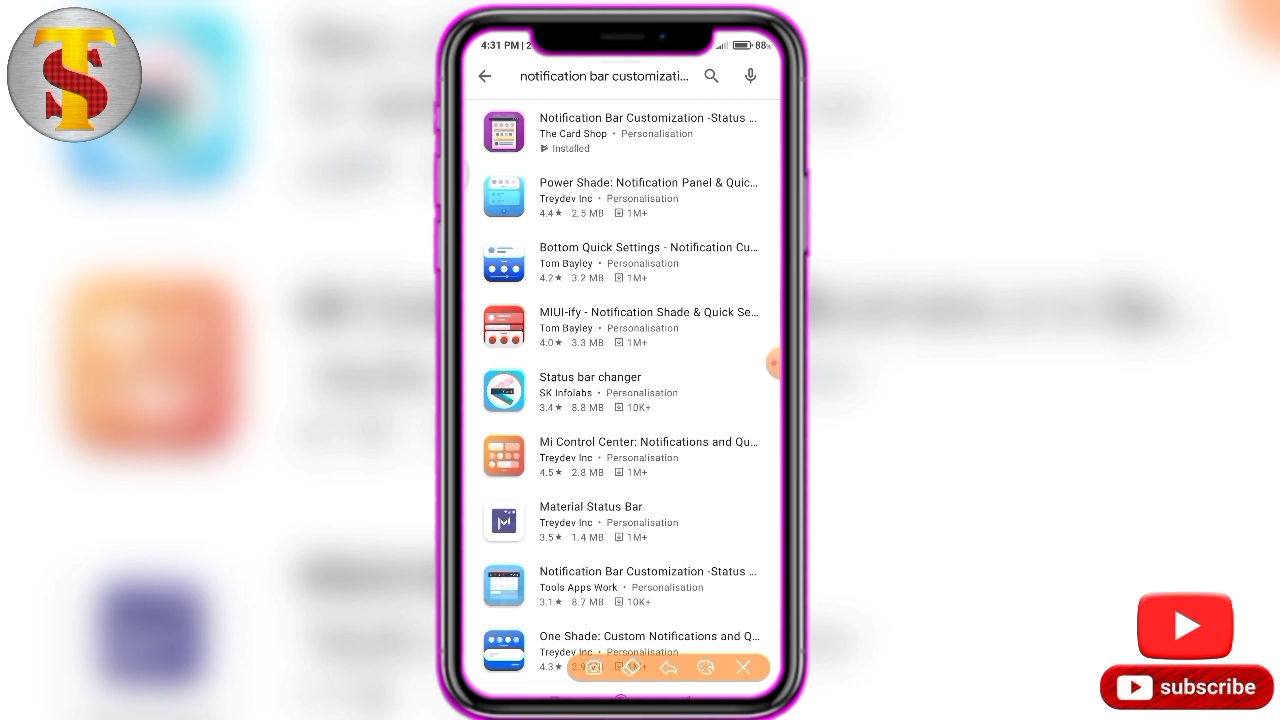 TS
4:31 PM | 2
88%
notification bar customizati...
Notification Bar Customization -Status ...
The Card Shop • Personalisation
Installed
Power Shade: Notification Panel & Quic...
Treydev Inc • Personalisation
4.4★ 2.5 MB 1M+
Bottom Quick Settings - Notification Cu...
Tom Bayley • Personalisation
4.2★ 3.2 MB 1M+
MIUI-ify - Notification Shade & Quick Se...
Tom Bayley • Personalisation
4.0★ 3.3 MB 1M+
Status bar changer
SK Infolabs • Personalisation
3.4★ 8.8 MB 10K+
Mi Control Center: Notifications and Qu...
Treydev Inc • Personalisation
4.5★ 2.8 MB 1M+
Material Status Bar
Treydev Inc • Personalisation
3.5★ 1.4 MB 1M+
Notification Bar Customization -Status ...
Tools Apps Work • Personalisation
3.1★ 8.7 MB 10K+
One Shade: Custom Notifications and Q...
Treydev Inc • Personalisation
4.3★
subscribe